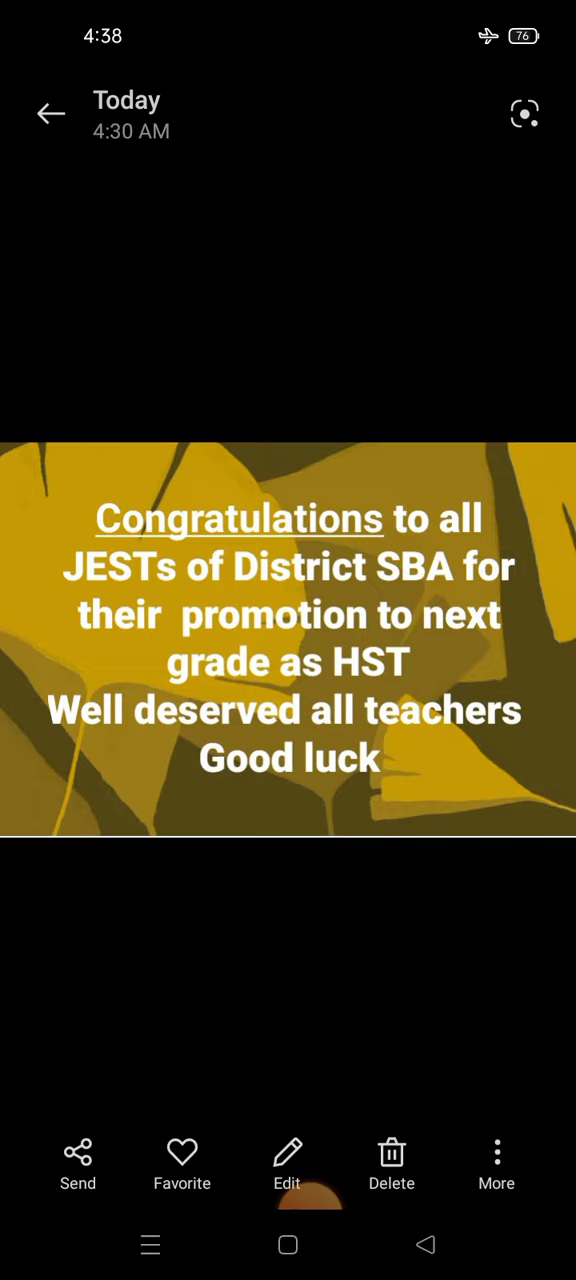 4:38
76
Today
4:30 AM
Congratulations to all
JESTs of District SBA for
their  promotion to next
grade as HST
Well deserved all teachers
Good luck
Send Favorite Edit Delete More